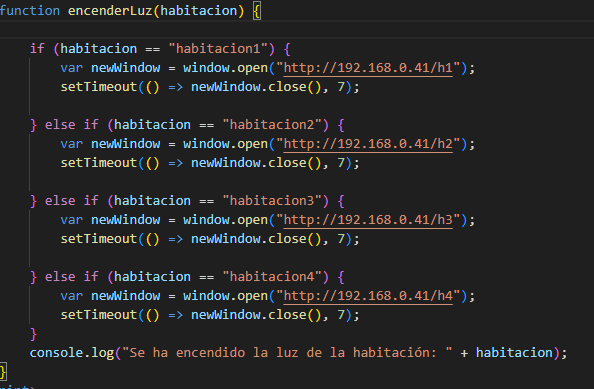 function encenderLuz(habitacion) {
if (habitacion == "habitacion1") {
var newWindow = window.open("http://192.168.0.41/h1");
setTimeout(() => newWindow.close(), 7);
} else if (habitacion == "habitacion2") {
var newWindow = window.open("http://192.168.0.41/h2");
setTimeout(() => newWindow.close(), 7);
} else if (habitacion == "habitacion3") {
var newWindow = window.open("http://192.168.0.41/h3");
setTimeout(() => newWindow.close(), 7);
} else if (habitacion == "habitacion4") {
var newWindow = window.open("http://192.168.0.41/h4");
setTimeout(() => newWindow.close(), 7);
}
console.log("Se ha encendido la luz de la habitación: " + habitacion);
}